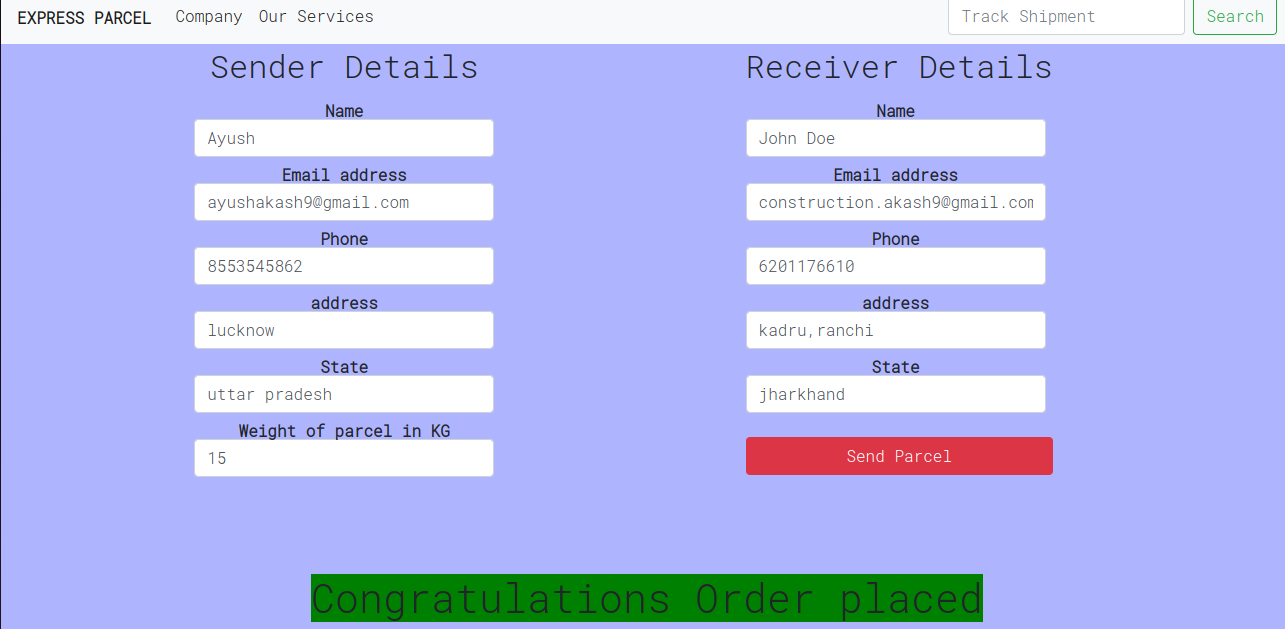 EXPRESS PARCEL Company Our Services Track Shipment Search
Sender Details
Name
Ayush
Email address
ayushakash9@gmail.com
Phone
8553545862
address
lucknow
State
uttar pradesh
Weight of parcel in KG
15
Receiver Details
Name
John Doe
Email address
construction.akash9@gmail.com
Phone
6201176610
address
kadru,ranchi
State
jharkhand
Send Parcel
Congratulations Order placed